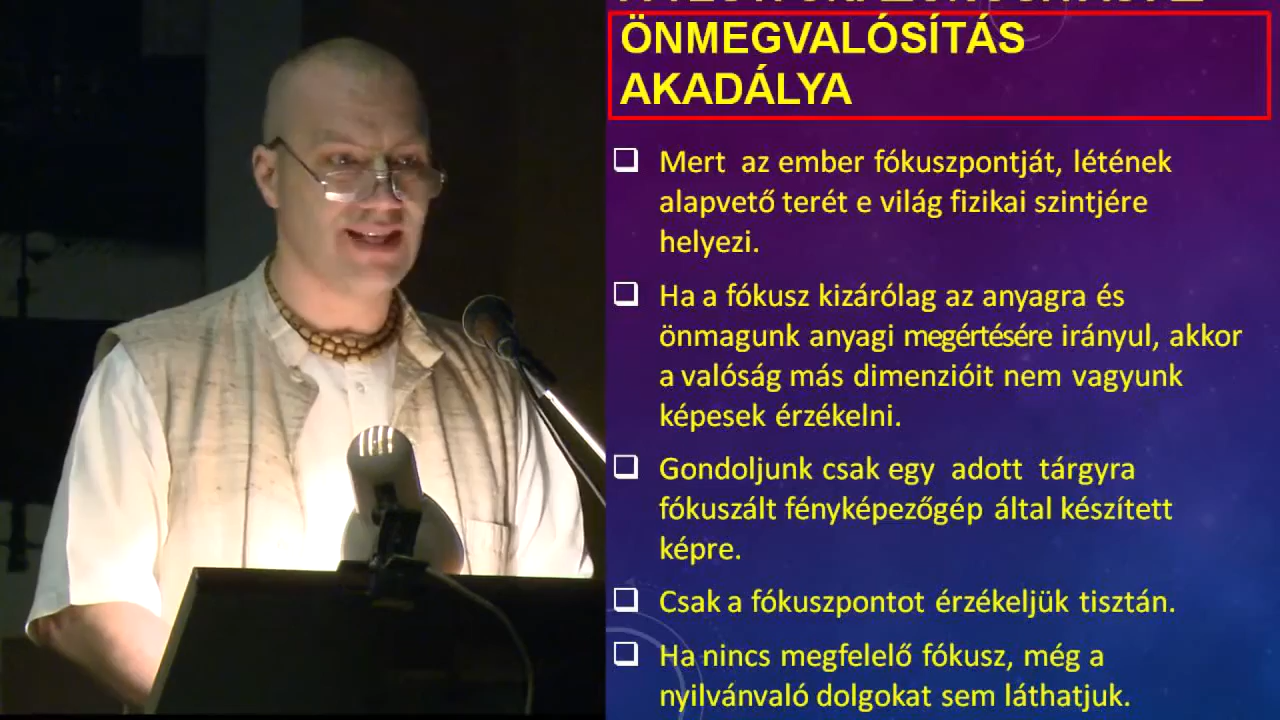 ÖNMEGVALÓSÍTÁS
AKADÁLYA
Mert az ember fókuszpontját, létének
alapvető terét e világ fizikai szintjére
helyezi.
Ha a fókusz kizárólag az anyagra és
önmagunk anyagi megértésére irányul, akkor
a valóság más dimenzióit nem vagyunk
képesek érzékelni.
Gondoljunk csak egy adott tárgyra
fókuszált fényképezőgép által készített
képre.
Csak a fókuszpontot érzékeljük tisztán.
Ha nincs megfelelő fókusz, még a
nyilvánvaló dolgokat sem láthatjuk.